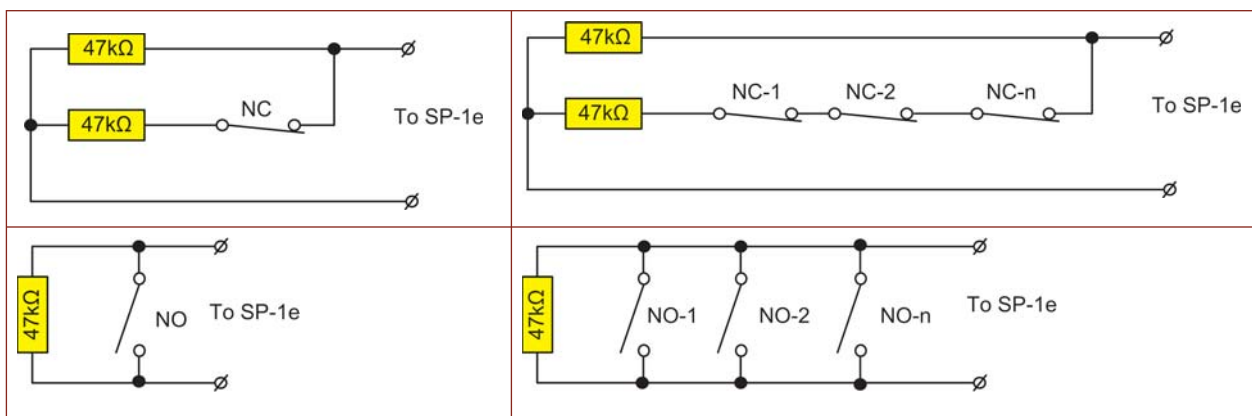 47kΩ
47kΩ
NC
To SP-1e
47kΩ
47kΩ
NC-1
NC-2
NC-n
To SP-1e
47kΩ
NO
To SP-1e
47kΩ
NO-1
NO-2
NO-n
To SP-1e